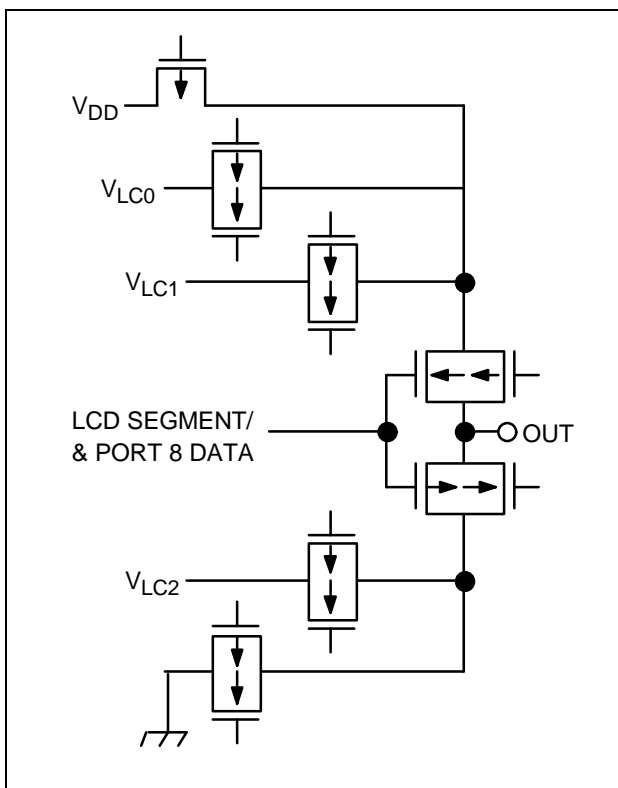 VDD
VLC0
VLC1
LCD SEGMENT/
& PORT 8 DATA
OUT
VLC2